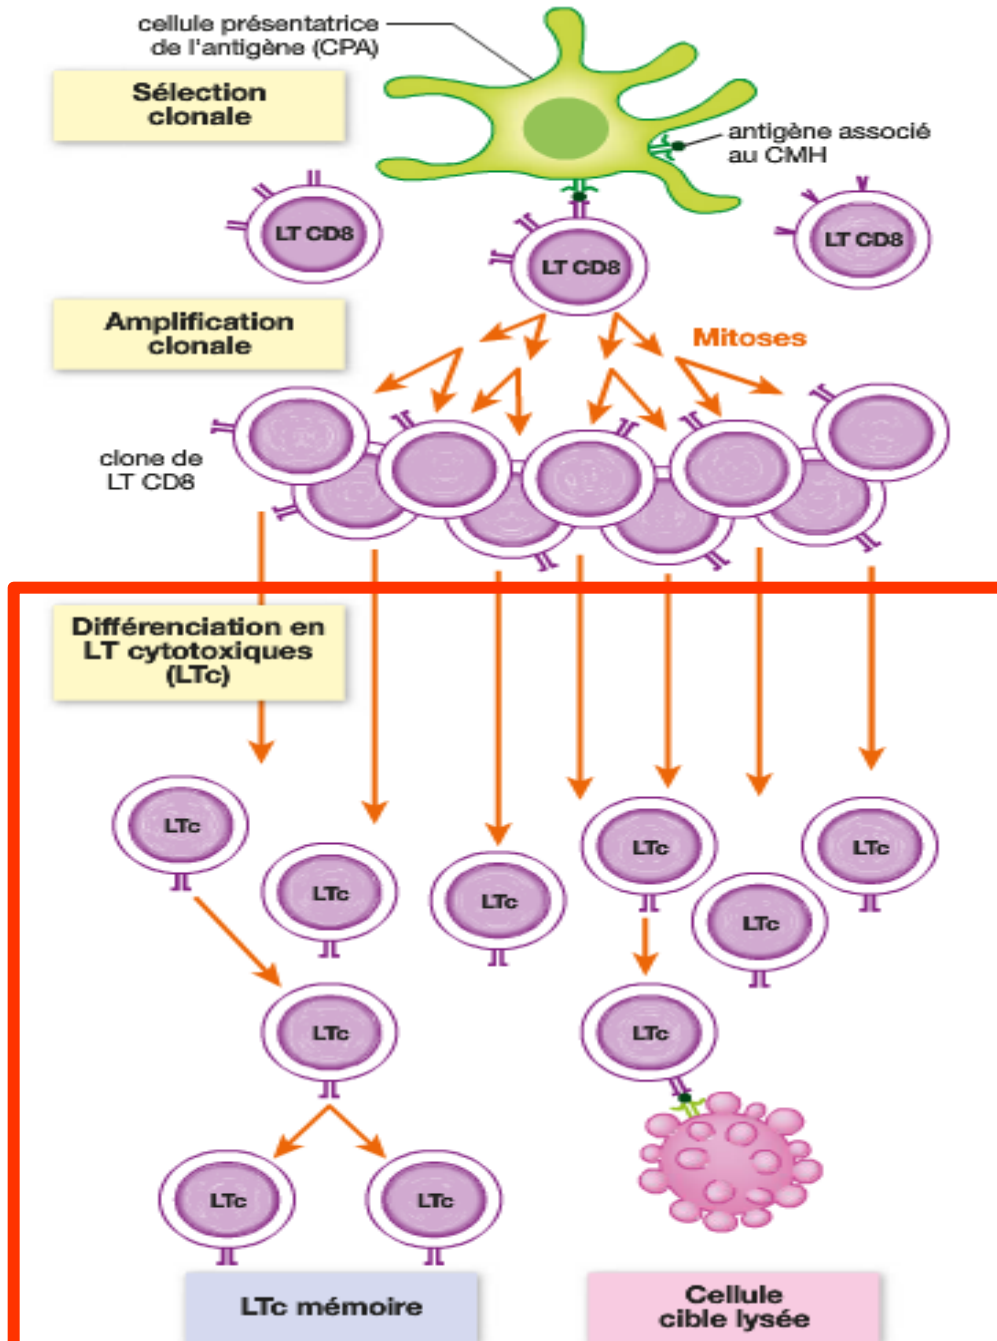 cellule présentatrice
de l'antigène (CPA)
Sélection
clonale
antigène associé
au CMH
LT CD8
LT CD8
LT CD8
Amplification
clonale
Mitoses
clone de
LT CD8
Différenciation en
LT cytotoxiques
(LTc)
LTc
LTc
LTc
LTc
LTc
LTc
LTc
LTc
LTc
LTc
LTc mémoire
Cellule
cible lysée